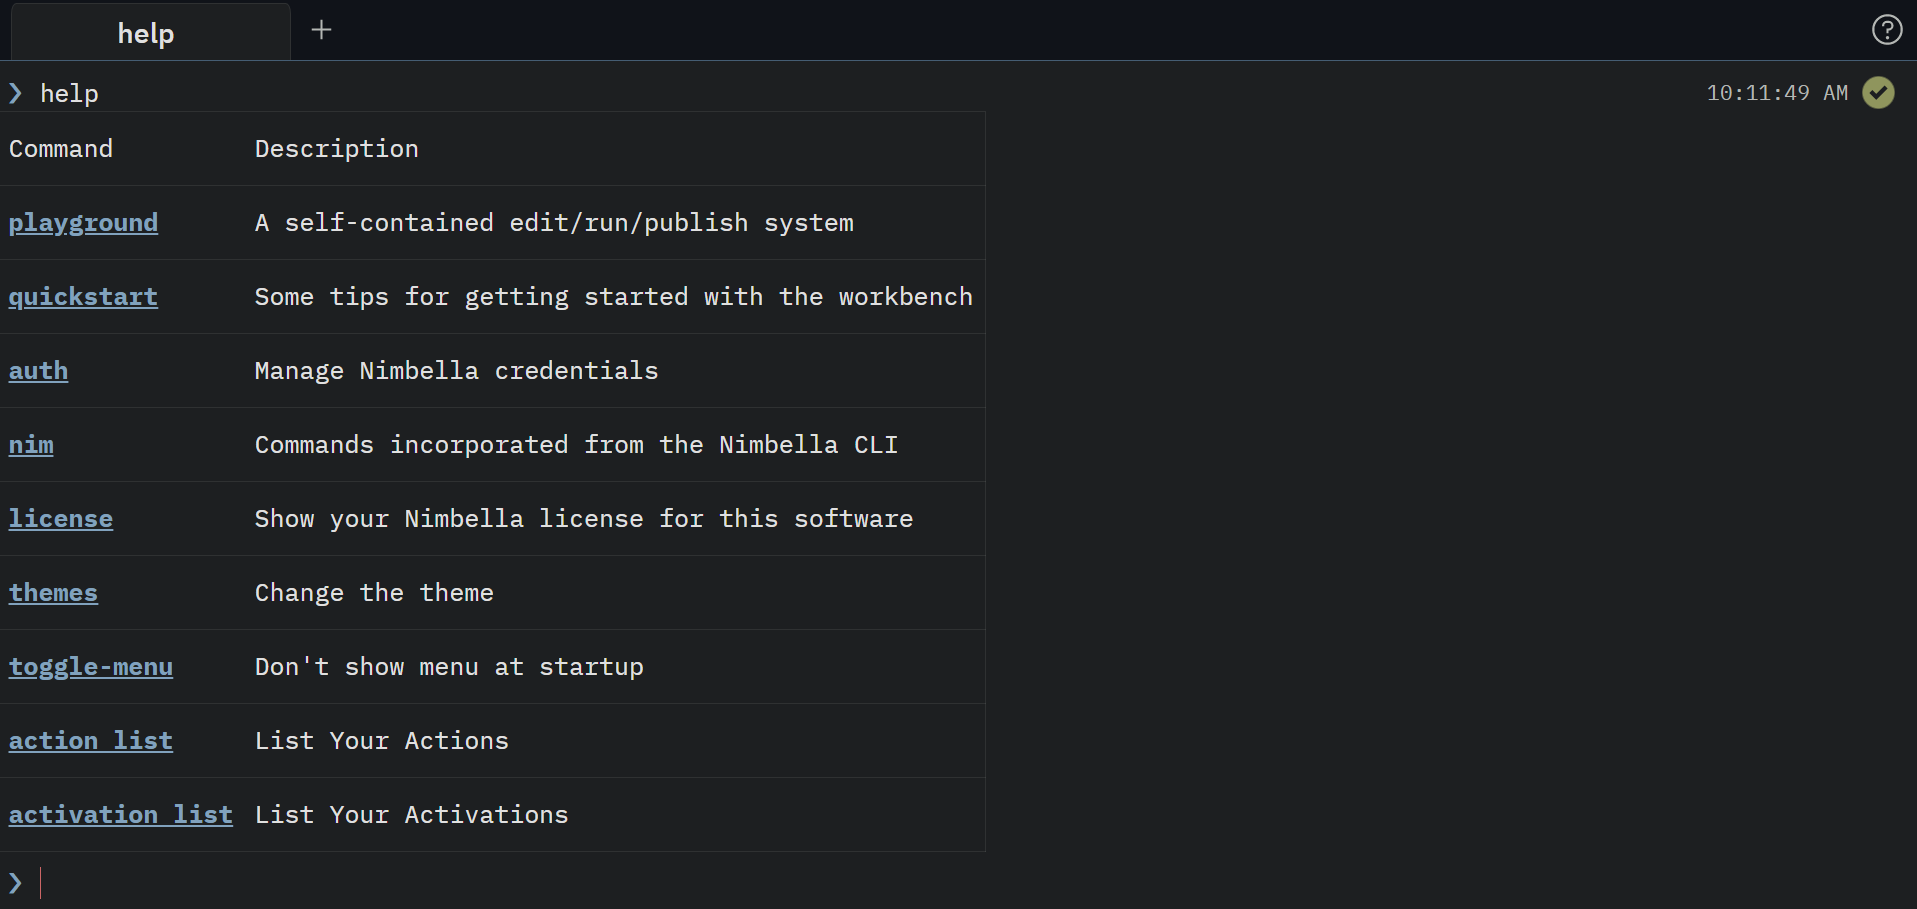 help +
❯ help 10:11:49 AM
Command Description
playground A self-contained edit/run/publish system
quickstart Some tips for getting started with the workbench
auth Manage Nimbella credentials
nim Commands incorporated from the Nimbella CLI
license Show your Nimbella license for this software
themes Change the theme
toggle-menu Don't show menu at startup
action list List Your Actions
activation list List Your Activations
❯